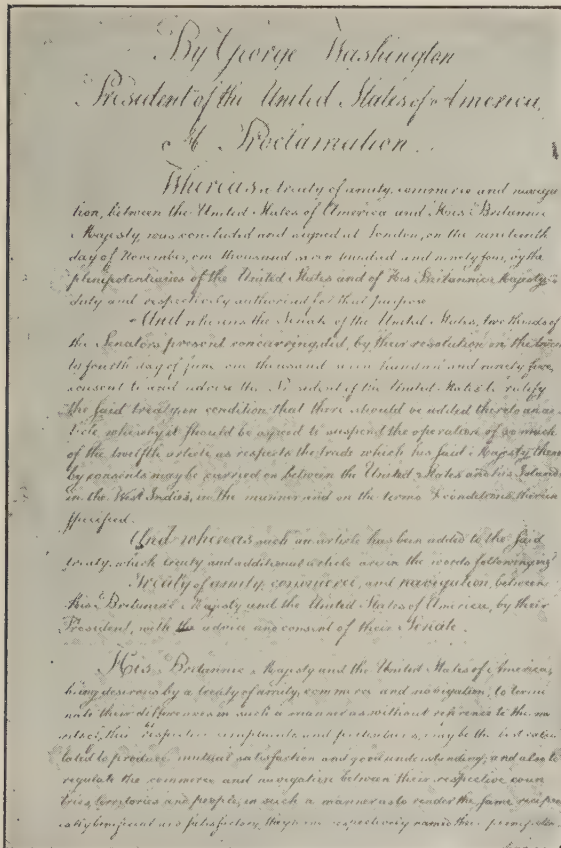 By George Washington
President of the United States of America,
A Proclamation.
Whereas a treaty of amity, commerce and naviga
tion, between the United States of America and His Britannic
Majesty, was concluded and signed at London, on the nineteenth
day of November, one thousand seven hundred and ninety four, by the
plenipotentiaries of the United States and of His Britannic Majesty,
duly and respectively authorised for that purpose
And whereas the Senate of the United States, two thirds of
the Senators present concurring, did, by their resolution on the twen
ty fourth day of June one thousand seven hundred and ninety five,
consent to and advise the President of the United States to ratify
the said treaty on condition that there should be added thereto an ar
ticle, whereby it should be agreed to suspend the operation of so much
of the twelfth article as respects the trade which his said Majesty there
by consents may be carried on between the United States and his Islands
in the West Indies, in the manner and on the terms & conditions therein
specified.
And whereas such an article has been added to the said
treaty, which treaty and additional article are in the words following
Treaty of amity, commerce, and navigation, between
His Britannic Majesty and the United States of America, by their
President, with the advice and consent of their Senate.
His Britannic Majesty and the United States of America,
being desirous by a treaty of amity, commerce and navigation, to termi
nate their differences in such a manner as without reference to the me
rits of their respective complaints and pretensions, may be the best calcu
lated to produce mutual satisfaction and good understanding; and also to
regulate the commerce and navigation between their respective coun
tries, territories and people, in such a manner as to render the same recipro
cally beneficial and satisfactory, they have respectively named their